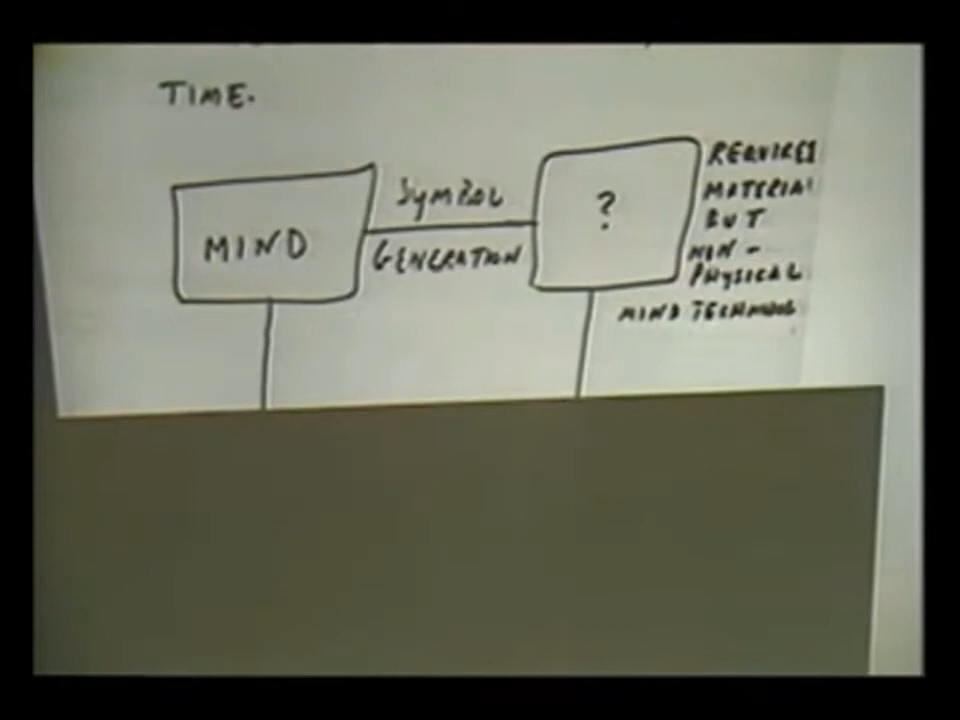 TIME.
MIND
SYMBOL
GENERATION
?
REQUIRES
MATERIAL
BUT
NON-
PHYSICAL
MIND